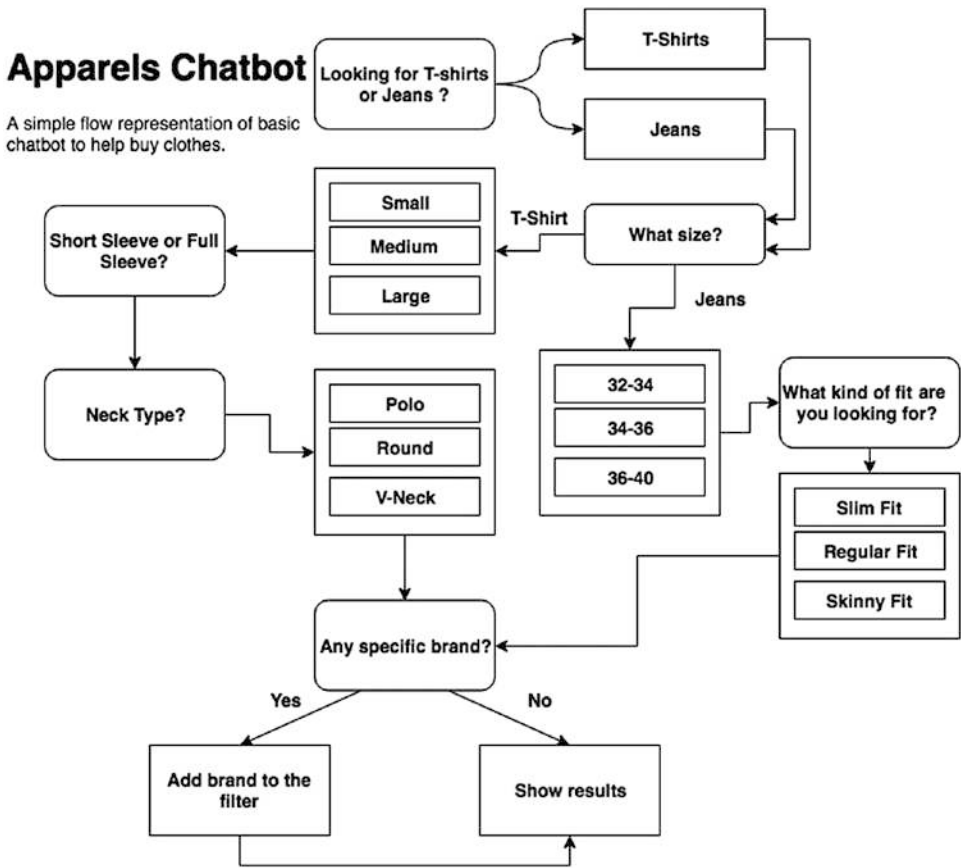 Apparels Chatbot
A simple flow representation of basic
chatbot to help buy clothes.
Looking for T-shirts
or Jeans ?
T-Shirts
Jeans
What size?
T-Shirt
Small
Medium
Large
Short Sleeve or Full
Sleeve?
Neck Type?
Polo
Round
V-Neck
Jeans
32-34
34-36
36-40
What kind of fit are
you looking for?
Slim Fit
Regular Fit
Skinny Fit
Any specific brand?
Yes
No
Add brand to the
filter
Show results